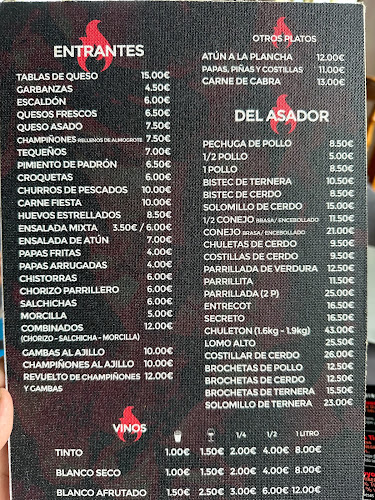 ENTRANTES
TABLAS DE QUESO 15.00€
GARBANZAS 4.50€
ESCALDÓN 6.00€
QUESOS FRESCOS 6.50€
QUESO ASADO 7.50€
CHAMPIÑONES RELLENOS DE ALMOGROTE 7.50€
TEQUEÑOS 7.00€
PIMIENTO DE PADRÓN 6.50€
CROQUETAS 6.00€
CHURROS DE PESCADOS 10.00€
CARNE FIESTA 10.00€
HUEVOS ESTRELLADOS 8.50€
ENSALADA MIXTA 3.50€ / 6.00€
ENSALADA DE ATÚN 7.00€
PAPAS FRITAS 4.00€
PAPAS ARRUGADAS 4.00€
CHISTORRAS 6.00€
CHORIZO PARRILLERO 6.00€
SALCHICHAS 6.00€
MORCILLA 5.00€
COMBINADOS 12.00€
(CHORIZO - SALCHICHA - MORCILLA)
GAMBAS AL AJILLO 10.00€
CHAMPIÑONES AL AJILLO 10.00€
REVUELTO DE CHAMPIÑONES 12.00€
Y GAMBAS
OTROS PLATOS
ATÚN A LA PLANCHA 12.00€
PAPAS, PIÑAS Y COSTILLAS 11.00€
CARNE DE CABRA 13.00€
DEL ASADOR
PECHUGA DE POLLO 8.50€
1/2 POLLO 5.00€
1 POLLO 8.50€
BISTEC DE TERNERA 10.50€
BISTEC DE CERDO 8.50€
SOLOMILLO DE CERDO 15.00€
1/2 CONEJO BRASA/ ENCEBOLLADO 11.50€
CONEJO BRASA/ ENCEBOLLADO 21.00€
CHULETAS DE CERDO 9.50€
COSTILLAS DE CERDO 9.50€
PARRILLADA DE VERDURA 12.50€
PARRILLITA 11.50€
PARRILLADA (2 P) 25.00€
ENTRECOT 16.50€
SECRETO 16.50€
CHULETON (1.6kg - 1.9kg) 43.00€
LOMO ALTO 25.50€
COSTILLAR DE CERDO 26.00€
BROCHETAS DE POLLO 12.50€
BROCHETAS DE CERDO 12.50€
BROCHETAS DE TERNERA 15.50€
SOLOMILLO DE TERNERA 23.00€
VINOS
1/4 1/2 1 LITRO
TINTO 1.00€ 1.50€ 2.00€ 4.00€ 8.00€
BLANCO SECO 1.00€ 1.50€ 2.00€ 4.00€ 8.00€
BLANCO AFRUTADO 1.50€ 2.50€ 3.00€ 6.00€ 12.00€